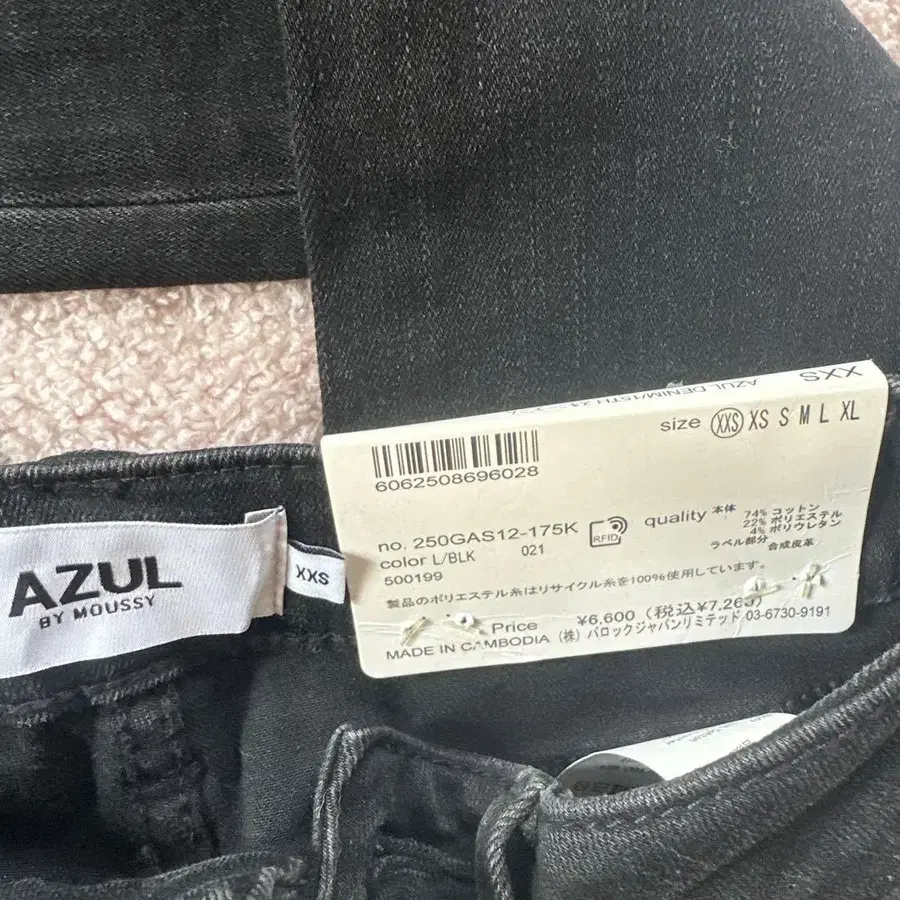 XXS
AZUL DENIM/15TH
size XXS XS S M L XL
6062508696028
no. 250GAS12-175K
RFID
quality 本体 74% コットン
22% ポリエステル
4% ポリウレタン
ラベル部分 合成皮革
color L/BLK 021
500199
製品のポリエステル糸はリサイクル糸を100%使用しています。
Price ¥6,600(税込¥7,260)
MADE IN CAMBODIA (株)バロックジャパンリミテッド 03-6730-9191
AZUL
BY MOUSSY
XXS